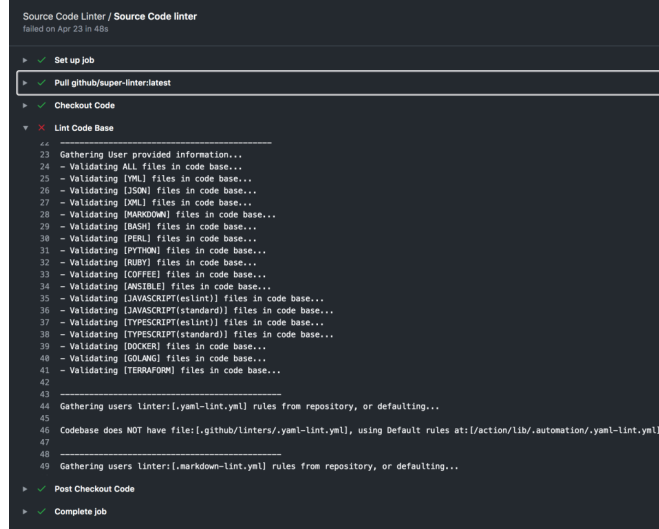 Source Code Linter / Source Code linter
failed on Apr 23 in 48s
Set up job
Pull github/super-linter:latest
Checkout Code
Lint Code Base
22 --------------------------------------------
23 Gathering User provided information...
24 - Validating ALL files in code base...
25 - Validating [YML] files in code base...
26 - Validating [JSON] files in code base...
27 - Validating [XML] files in code base...
28 - Validating [MARKDOWN] files in code base...
29 - Validating [BASH] files in code base...
30 - Validating [PERL] files in code base...
31 - Validating [PYTHON] files in code base...
32 - Validating [RUBY] files in code base...
33 - Validating [COFFEE] files in code base...
34 - Validating [ANSIBLE] files in code base...
35 - Validating [JAVASCRIPT(eslint)] files in code base...
36 - Validating [JAVASCRIPT(standard)] files in code base...
37 - Validating [TYPESCRIPT(eslint)] files in code base...
38 - Validating [TYPESCRIPT(standard)] files in code base...
39 - Validating [DOCKER] files in code base...
40 - Validating [GOLANG] files in code base...
41 - Validating [TERRAFORM] files in code base...
42
43 ----------------------------------------------
44 Gathering users linter:[.yaml-lint.yml] rules from repository, or defaulting...
45
46 Codebase does NOT have file:[.github/linters/.yaml-lint.yml], using Default rules at:[/action/lib/.automation/.yaml-lint.yml]
47
48 ----------------------------------------------
49 Gathering users linter:[.markdown-lint.yml] rules from repository, or defaulting...
Post Checkout Code
Complete job